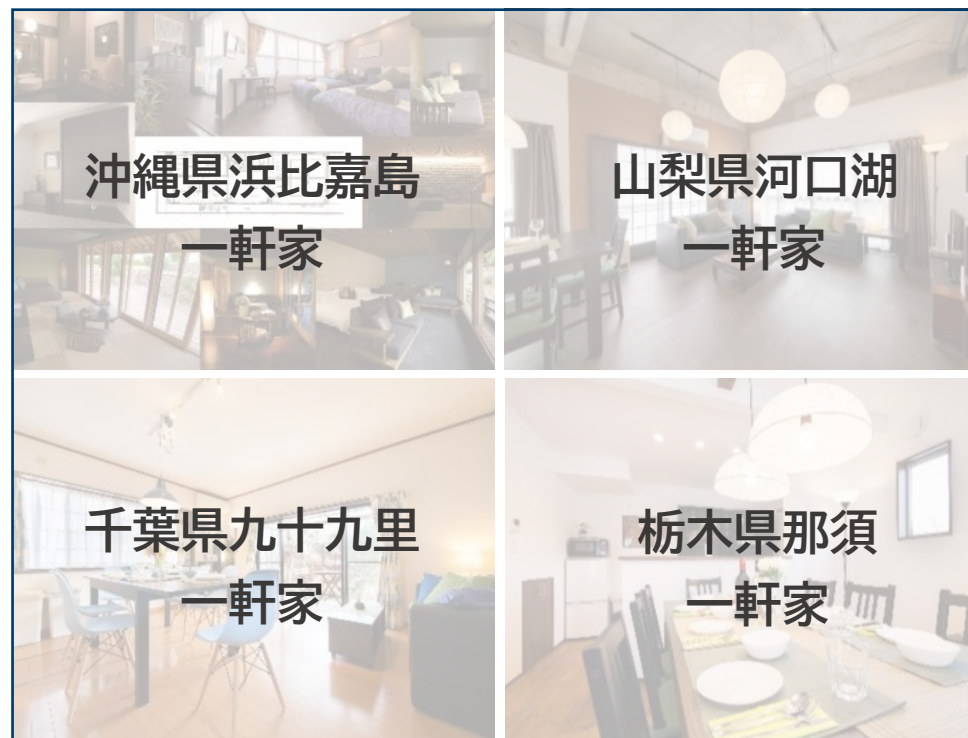 沖縄県浜比嘉島
一軒家
山梨県河口湖
一軒家
千葉県九十九里
一軒家
栃木県那須
一軒家